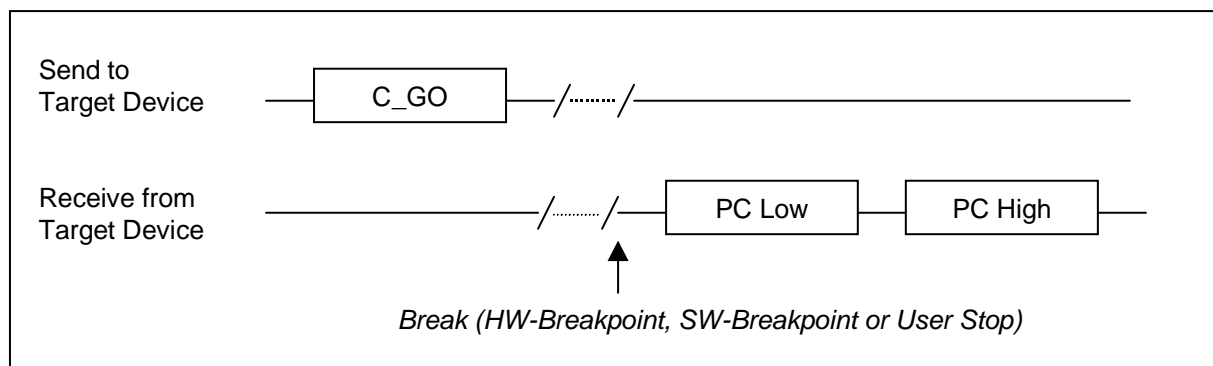 Send to
Target Device
C_GO
Receive from
Target Device
PC Low
PC High
Break (HW-Breakpoint, SW-Breakpoint or User Stop)